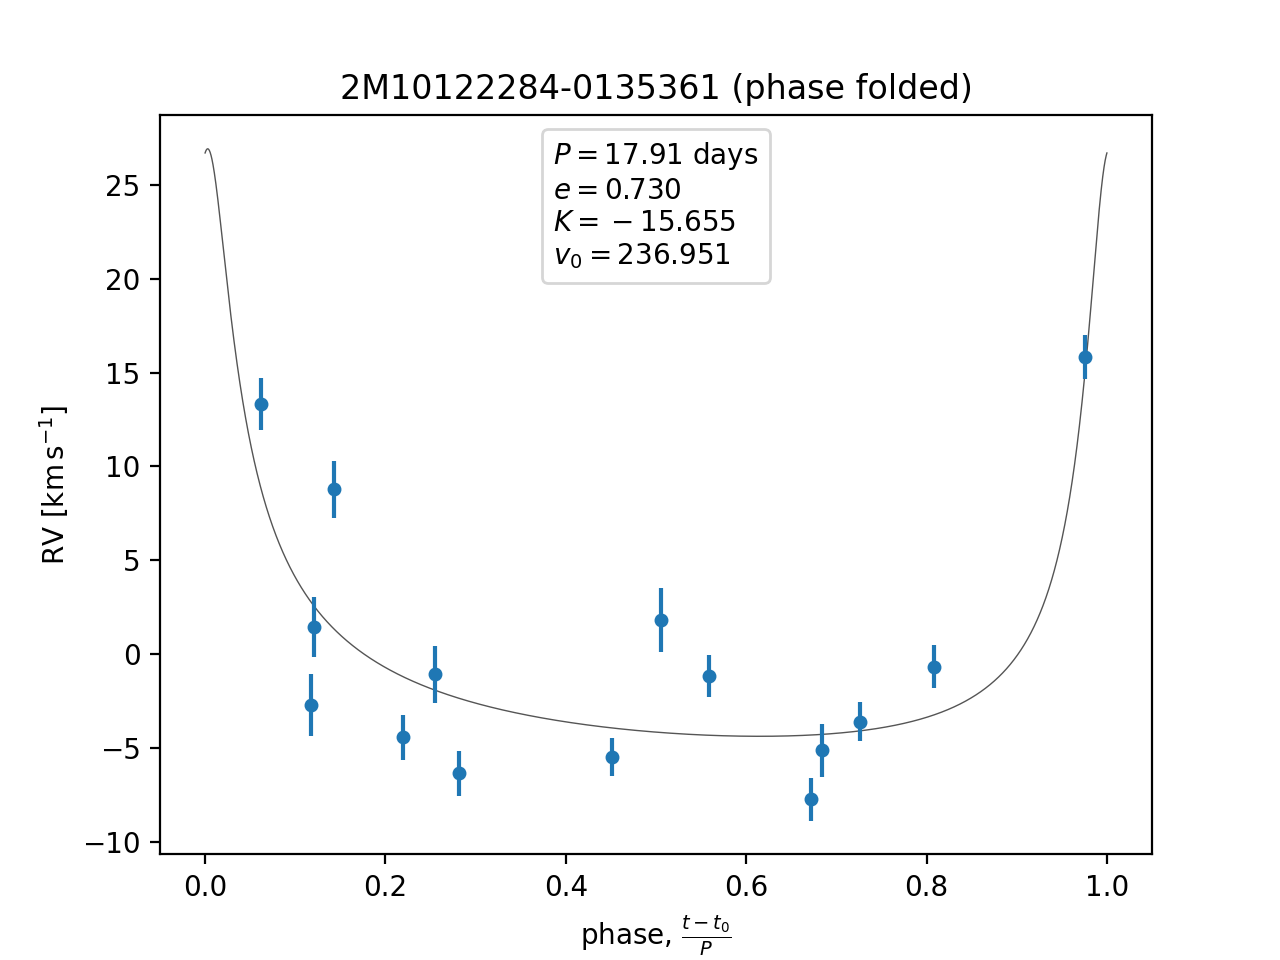 2M10122284-0135361 (phase folded)
P = 17.91 days
e = 0.730
K = −15.655
v₀ = 236.951
25
20
15
10
5
0
−5
−10
RV [km s⁻¹]
0.0 0.2 0.4 0.6 0.8 1.0
phase, (t − t₀)/P